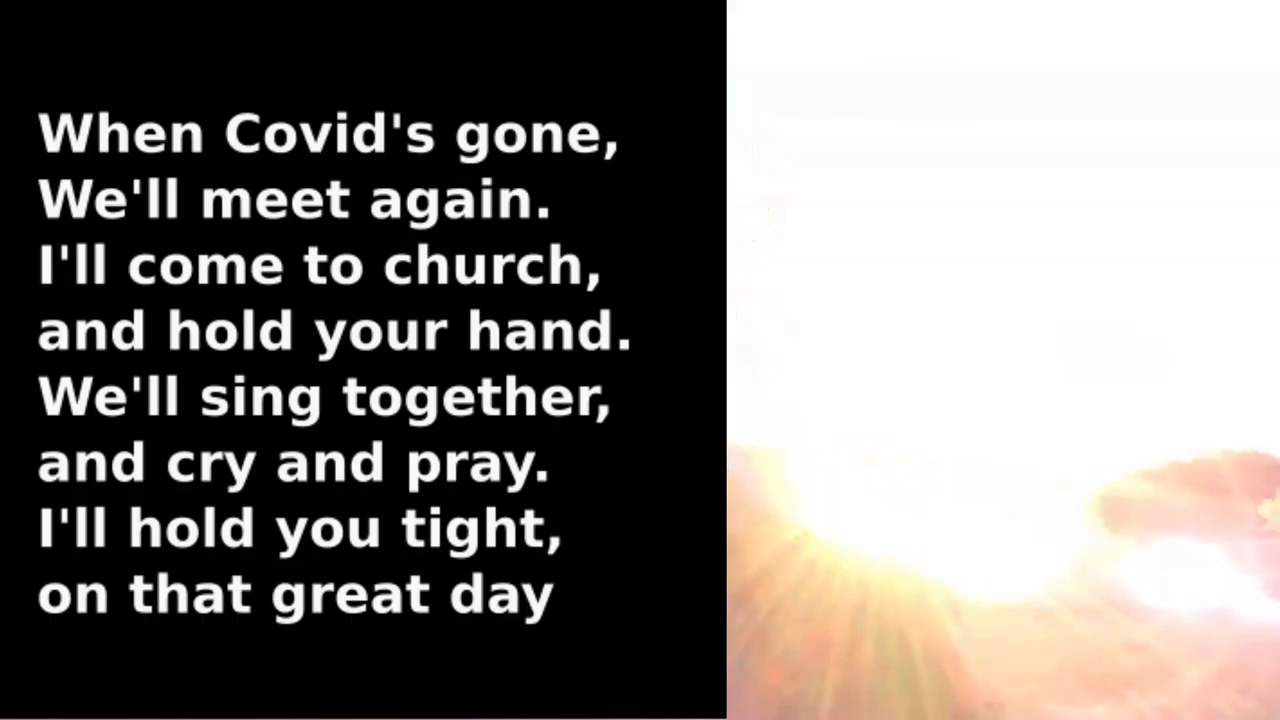 When Covid's gone,
We'll meet again.
I'll come to church,
and hold your hand.
We'll sing together,
and cry and pray.
I'll hold you tight,
on that great day